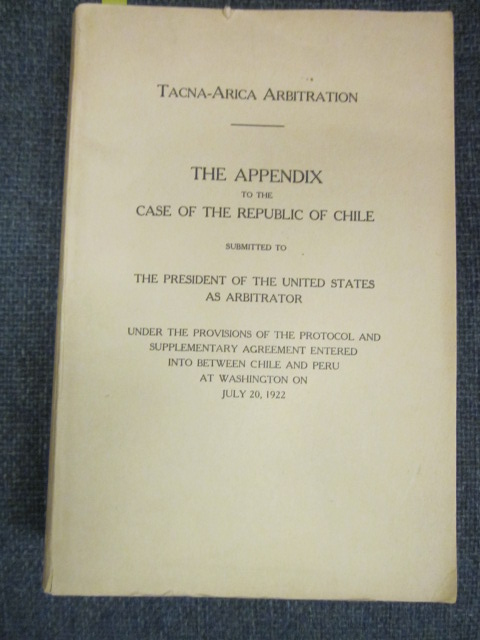 TACNA-ARICA ARBITRATION
THE APPENDIX
TO THE
CASE OF THE REPUBLIC OF CHILE
SUBMITTED TO
THE PRESIDENT OF THE UNITED STATES
AS ARBITRATOR
UNDER THE PROVISIONS OF THE PROTOCOL AND
SUPPLEMENTARY AGREEMENT ENTERED
INTO BETWEEN CHILE AND PERU
AT WASHINGTON ON
JULY 20, 1922